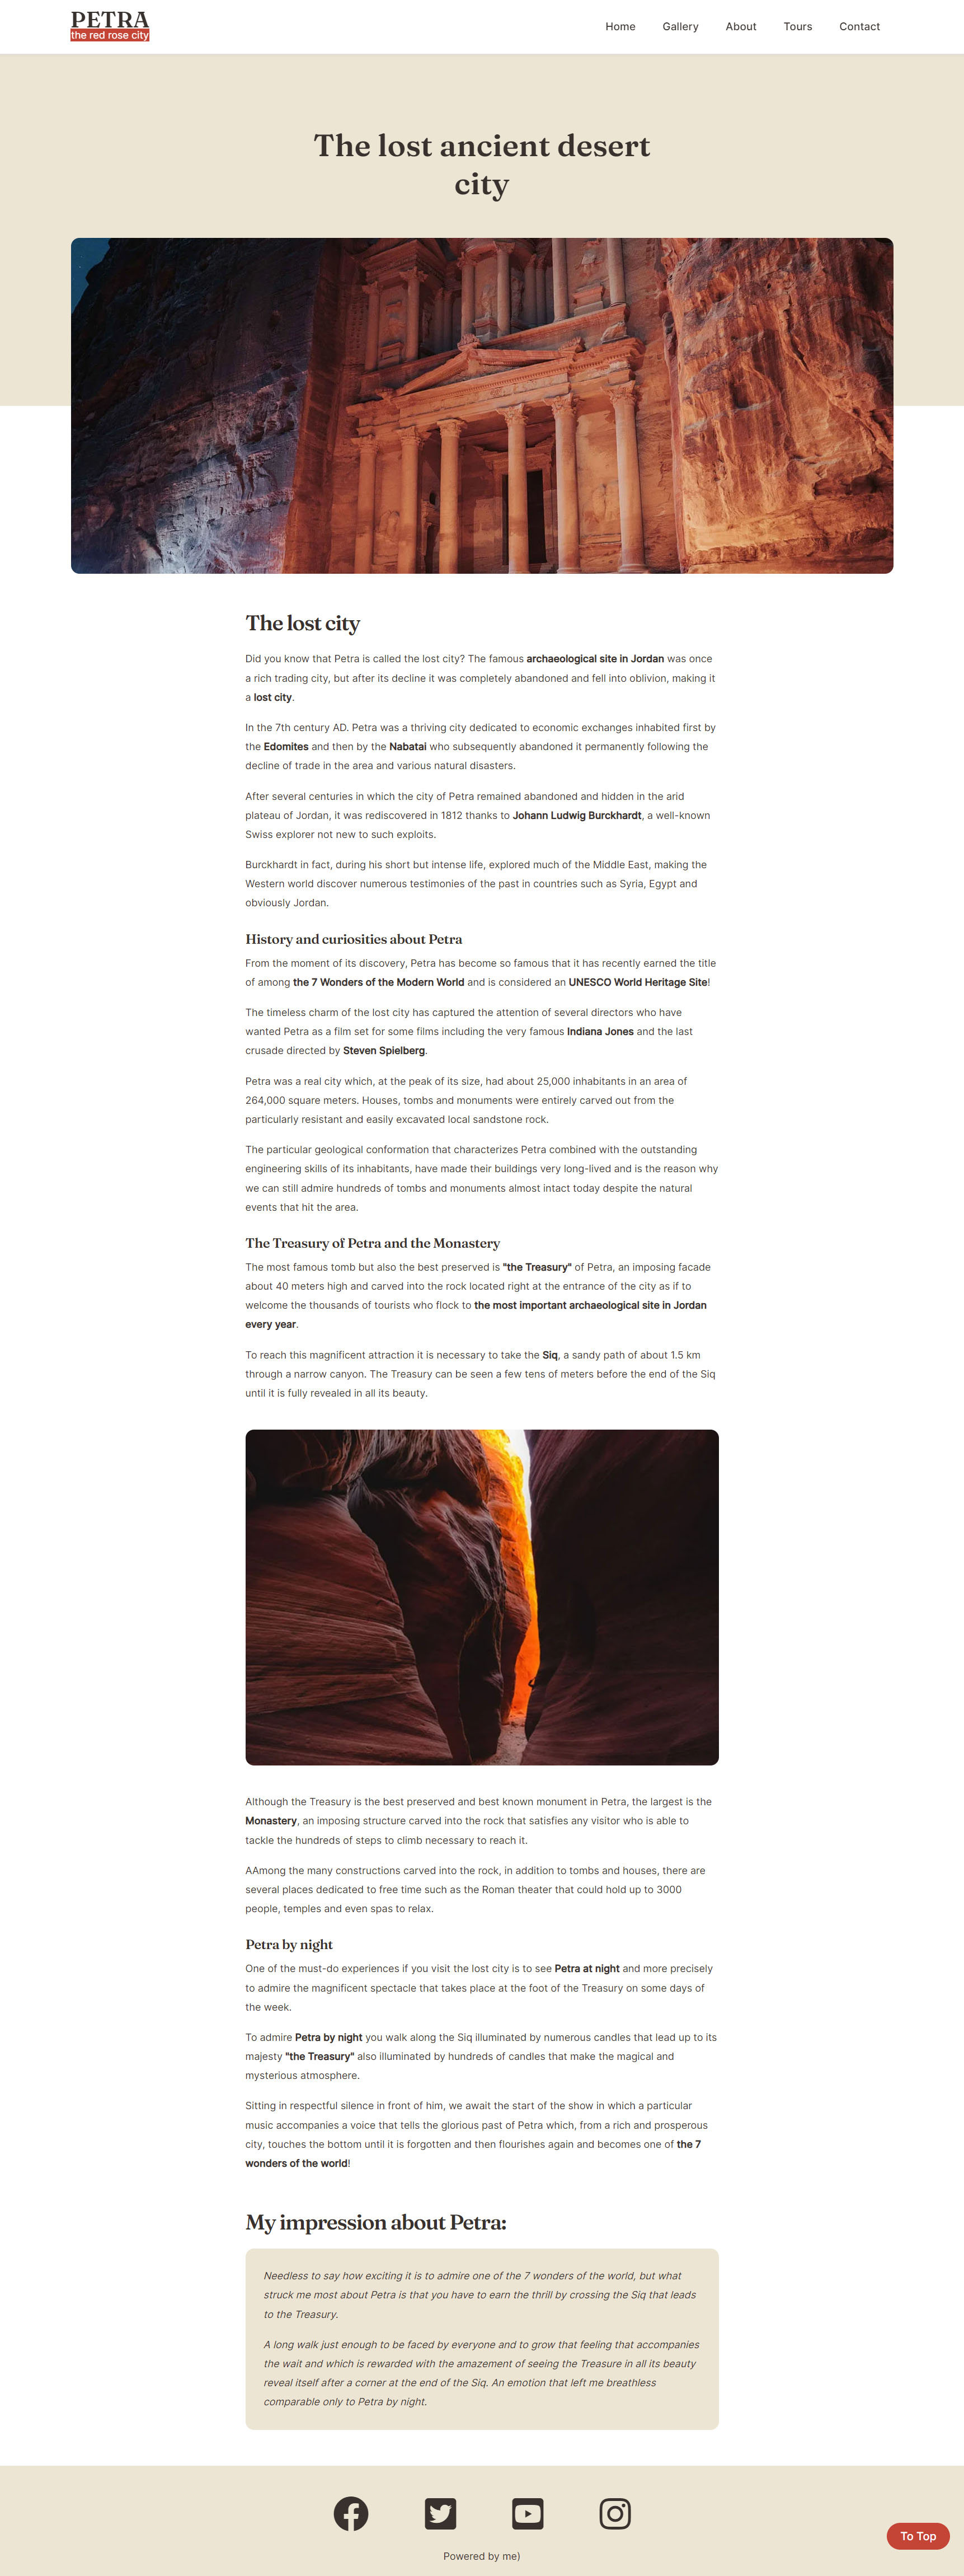 PETRA
the red rose city
Home Gallery About Tours Contact
The lost ancient desert
city
The lost city
Did you know that Petra is called the lost city? The famous archaeological site in Jordan was once
a rich trading city, but after its decline it was completely abandoned and fell into oblivion, making it
a lost city.
In the 7th century AD. Petra was a thriving city dedicated to economic exchanges inhabited first by
the Edomites and then by the Nabatai who subsequently abandoned it permanently following the
decline of trade in the area and various natural disasters.
After several centuries in which the city of Petra remained abandoned and hidden in the arid
plateau of Jordan, it was rediscovered in 1812 thanks to Johann Ludwig Burckhardt, a well-known
Swiss explorer not new to such exploits.
Burckhardt in fact, during his short but intense life, explored much of the Middle East, making the
Western world discover numerous testimonies of the past in countries such as Syria, Egypt and
obviously Jordan.
History and curiosities about Petra
From the moment of its discovery, Petra has become so famous that it has recently earned the title
of among the 7 Wonders of the Modern World and is considered an UNESCO World Heritage Site!
The timeless charm of the lost city has captured the attention of several directors who have
wanted Petra as a film set for some films including the very famous Indiana Jones and the last
crusade directed by Steven Spielberg.
Petra was a real city which, at the peak of its size, had about 25,000 inhabitants in an area of
264,000 square meters. Houses, tombs and monuments were entirely carved out from the
particularly resistant and easily excavated local sandstone rock.
The particular geological conformation that characterizes Petra combined with the outstanding
engineering skills of its inhabitants, have made their buildings very long-lived and is the reason why
we can still admire hundreds of tombs and monuments almost intact today despite the natural
events that hit the area.
The Treasury of Petra and the Monastery
The most famous tomb but also the best preserved is "the Treasury" of Petra, an imposing facade
about 40 meters high and carved into the rock located right at the entrance of the city as if to
welcome the thousands of tourists who flock to the most important archaeological site in Jordan
every year.
To reach this magnificent attraction it is necessary to take the Siq, a sandy path of about 1.5 km
through a narrow canyon. The Treasury can be seen a few tens of meters before the end of the Siq
until it is fully revealed in all its beauty.
Although the Treasury is the best preserved and best known monument in Petra, the largest is the
Monastery, an imposing structure carved into the rock that satisfies any visitor who is able to
tackle the hundreds of steps to climb necessary to reach it.
AAmong the many constructions carved into the rock, in addition to tombs and houses, there are
several places dedicated to free time such as the Roman theater that could hold up to 3000
people, temples and even spas to relax.
Petra by night
One of the must-do experiences if you visit the lost city is to see Petra at night and more precisely
to admire the magnificent spectacle that takes place at the foot of the Treasury on some days of
the week.
To admire Petra by night you walk along the Siq illuminated by numerous candles that lead up to its
majesty "the Treasury" also illuminated by hundreds of candles that make the magical and
mysterious atmosphere.
Sitting in respectful silence in front of him, we await the start of the show in which a particular
music accompanies a voice that tells the glorious past of Petra which, from a rich and prosperous
city, touches the bottom until it is forgotten and then flourishes again and becomes one of the 7
wonders of the world!
My impression about Petra:
Needless to say how exciting it is to admire one of the 7 wonders of the world, but what
struck me most about Petra is that you have to earn the thrill by crossing the Siq that leads
to the Treasury.
A long walk just enough to be faced by everyone and to grow that feeling that accompanies
the wait and which is rewarded with the amazement of seeing the Treasure in all its beauty
reveal itself after a corner at the end of the Siq. An emotion that left me breathless
comparable only to Petra by night.
To Top
Powered by me)